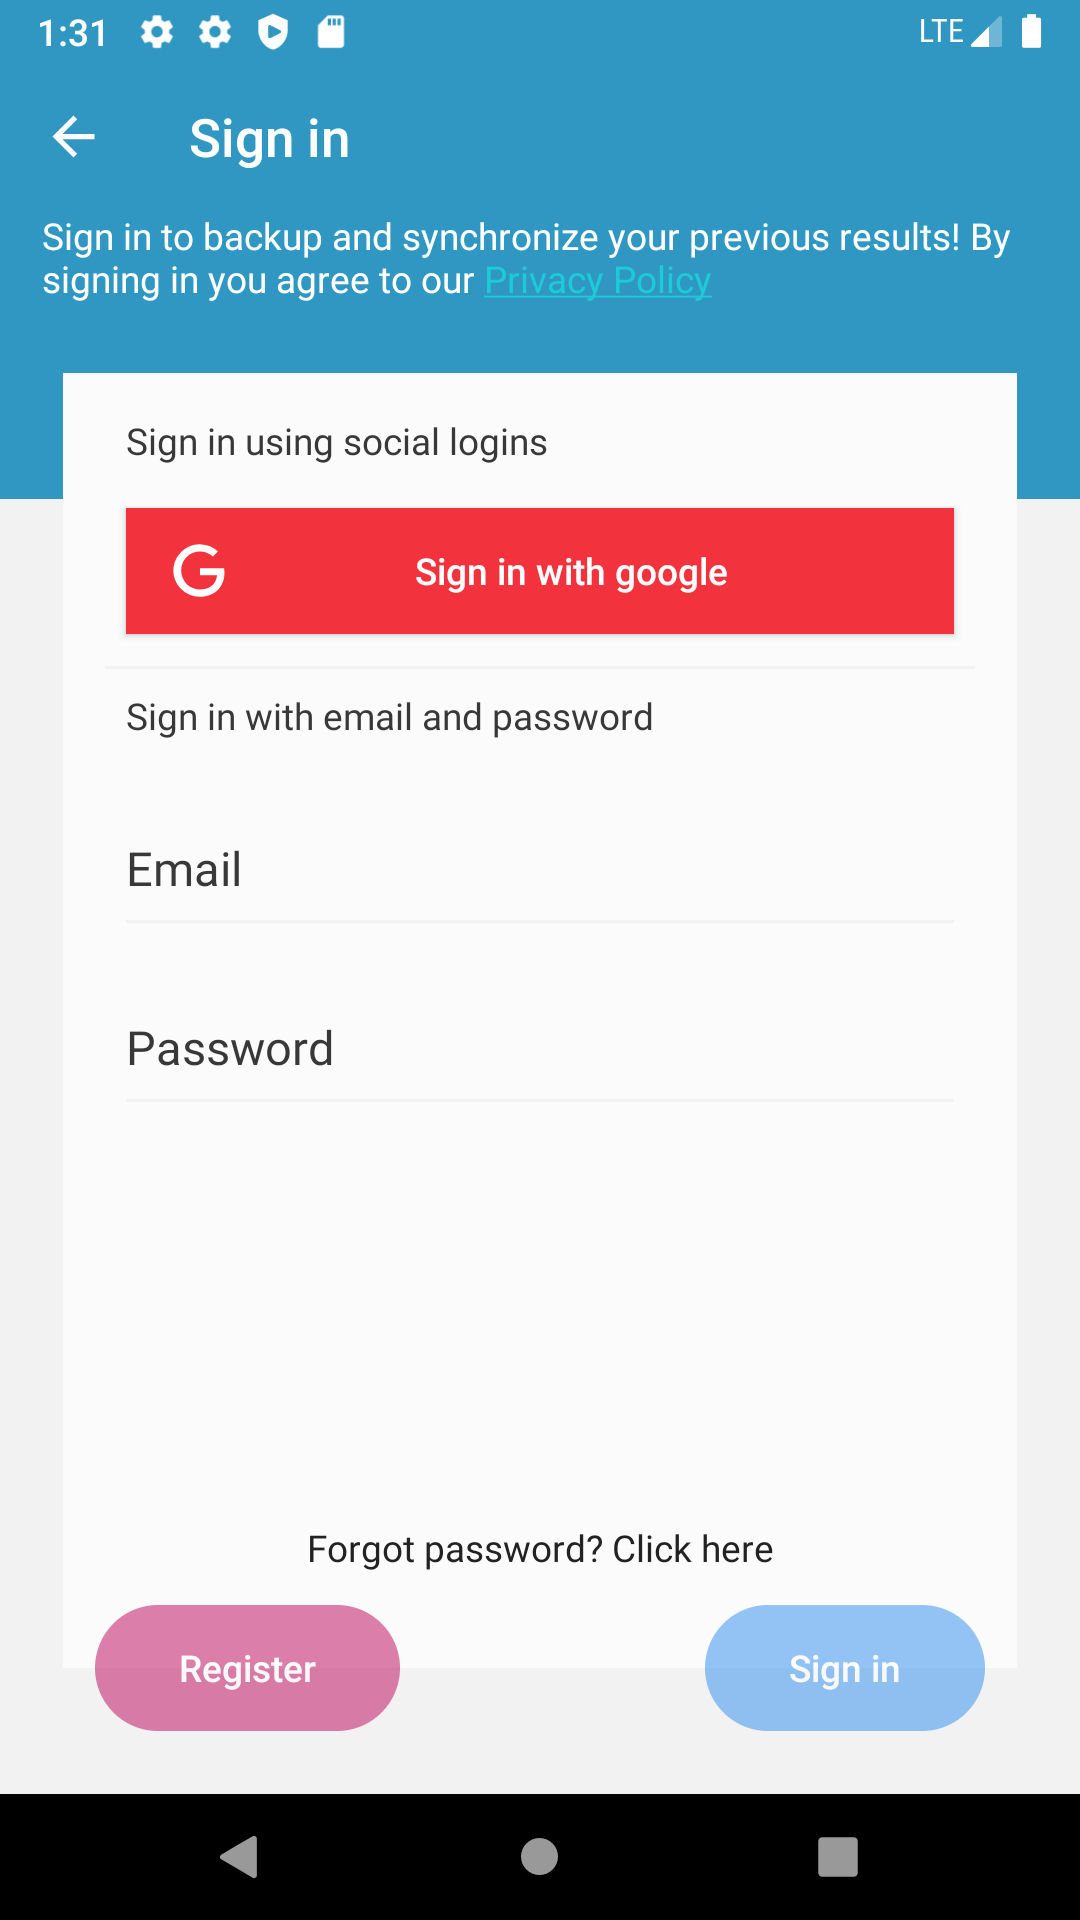 1:31
LTE
Sign in
Sign in to backup and synchronize your previous results! By
signing in you agree to our Privacy Policy
Sign in using social logins
Sign in with google
Sign in with email and password
Email
Password
Forgot password? Click here
Register
Sign in